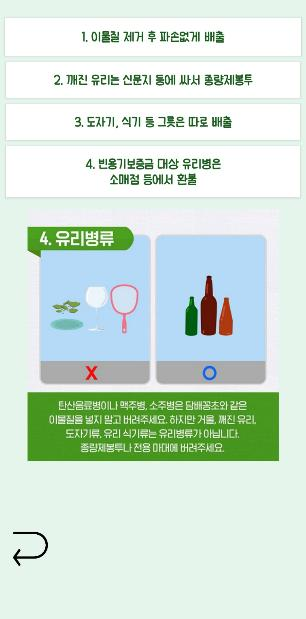 1. 이물질 제거 후 파손없게 배출
2. 깨진 유리는 신문지 등에 싸서 종량제봉투
3. 도자기, 식기 등 그릇은 따로 배출
4. 빈용기보증금 대상 유리병은
소매점 등에서 환불
4. 유리병류
X O
탄산음료병이나 맥주병, 소주병은 담배꽁초와 같은
이물질을 넣지 말고 버려주세요. 하지만 거울, 깨진 유리,
도자기류, 유리 식기류는 유리병류가 아닙니다.
종량제봉투나 전용 마대에 버려주세요.